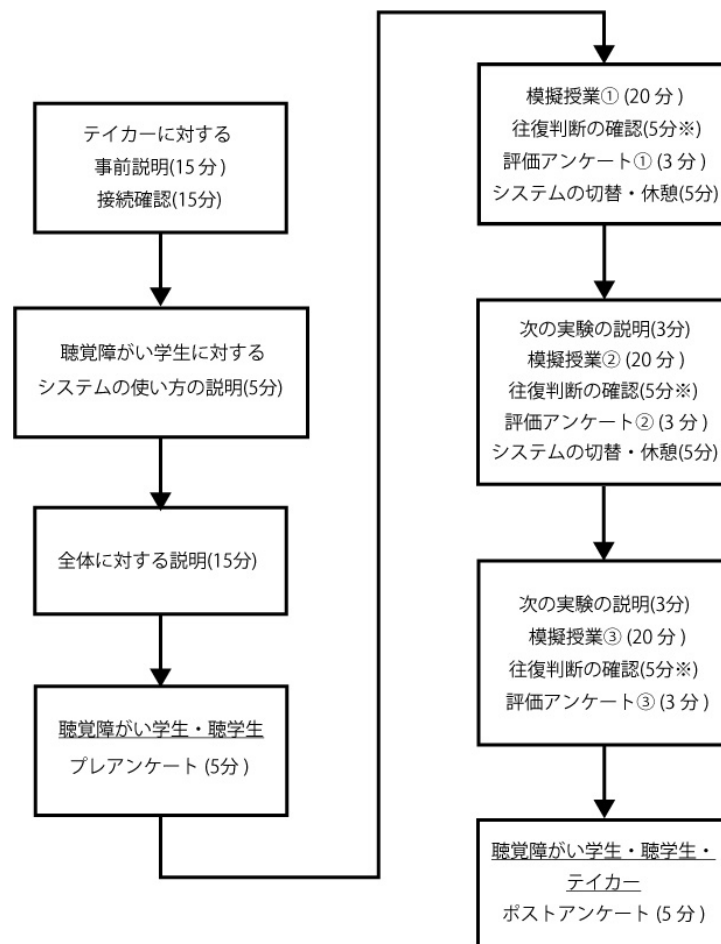 テイカーに対する
事前説明(15分)
接続確認(15分)
聴覚障がい学生に対する
システムの使い方の説明(5分)
全体に対する説明(15分)
聴覚障がい学生・聴学生
プレアンケート(5分)
模擬授業①(20分)
往復判断の確認(5分※)
評価アンケート①(3分)
システムの切替・休憩(5分)
次の実験の説明(3分)
模擬授業②(20分)
往復判断の確認(5分※)
評価アンケート②(3分)
システムの切替・休憩(5分)
次の実験の説明(3分)
模擬授業③(20分)
往復判断の確認(5分※)
評価アンケート③(3分)
聴覚障がい学生・聴学生・
テイカー
ポストアンケート(5分)